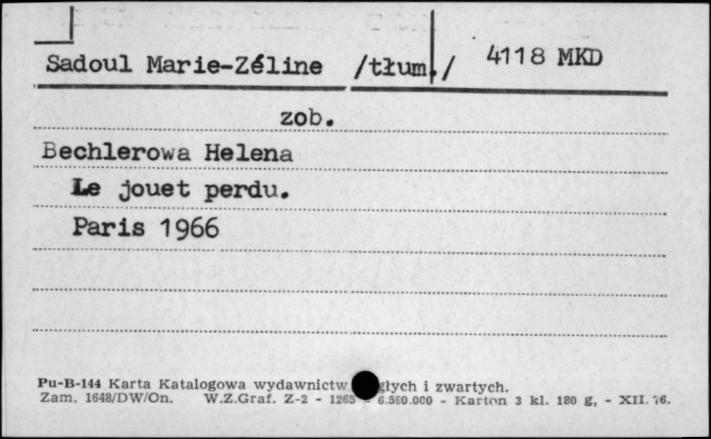 Sadoul Marie-Zéline /tłum./ 4118 MKD
zob.
Bechlerowa Helena
Le jouet perdu.
Paris 1966
Pu-B-144 Karta Katalogowa wydawnictw głych i zwartych.
Zam. 1648/DW/On. W.Z.Graf. Z-2 - 1265 - 6.500.000 - Karton 3 kl. 180 g, - XII. 76.